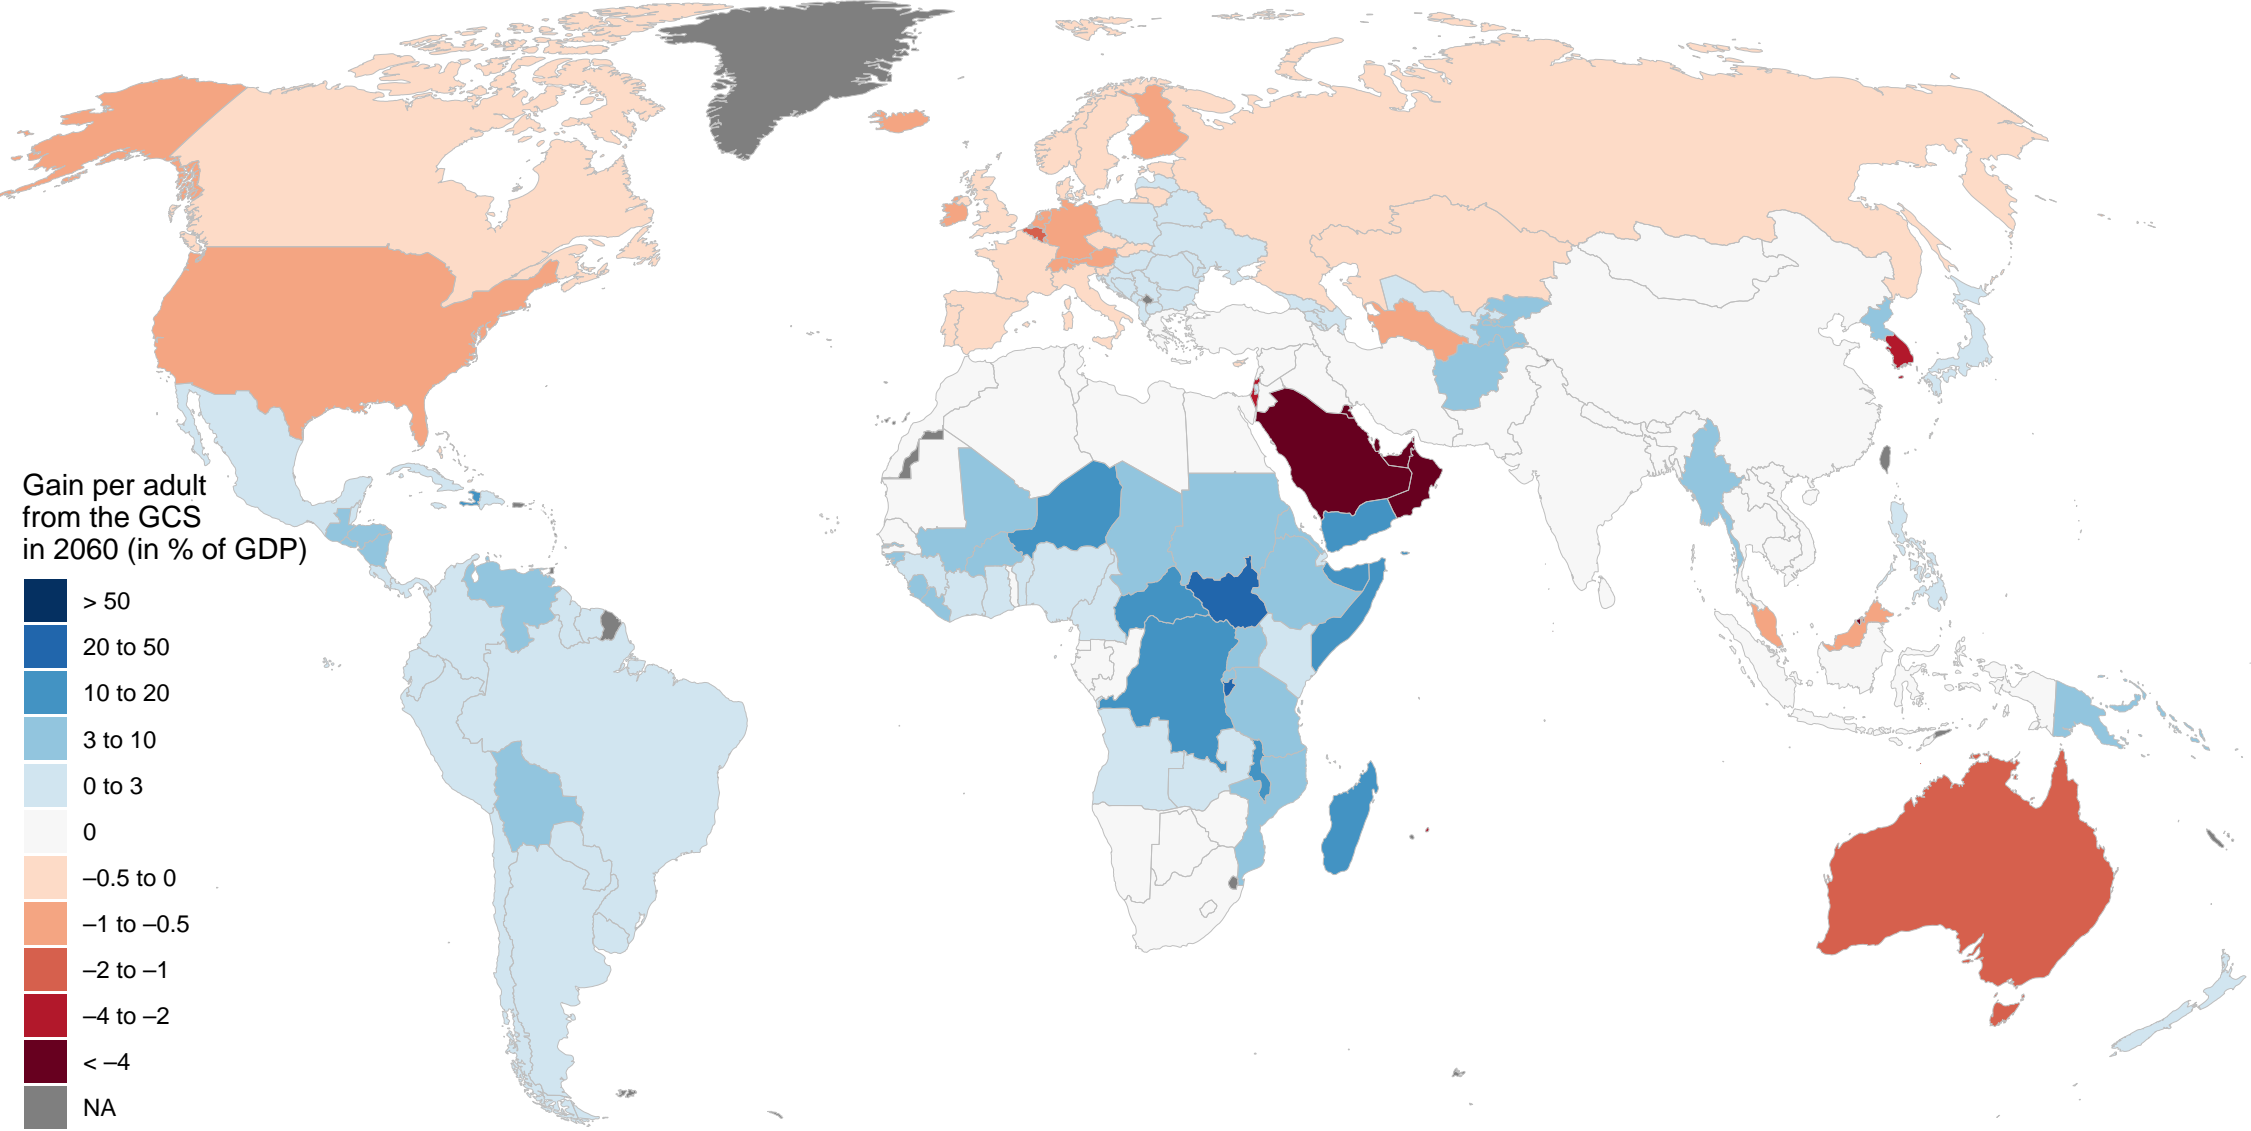 Gain per adult
from the GCS
in 2060 (in % of GDP)
> 50
20 to 50
10 to 20
3 to 10
0 to 3
0
–0.5 to 0
–1 to –0.5
–2 to –1
–4 to –2
< –4
NA